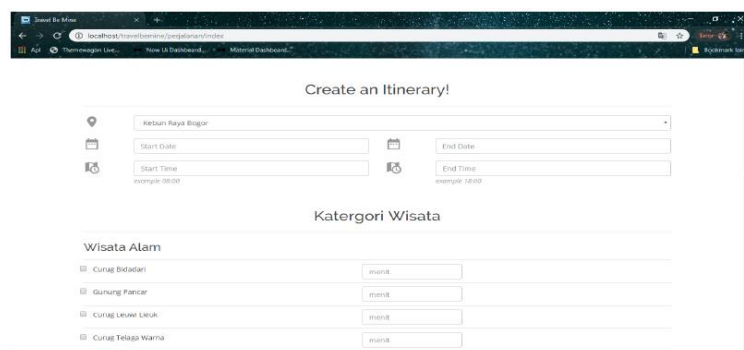 Travel Be Mine
localhost/travelbemine/perjalanan/index
Apl Themewagon Live... Now Ui Dashboard... Material Dashboard...
Error
Bookmark lain
Create an Itinerary!
Kebun Raya Bogor
Start Date End Date
Start Time End Time
example 08:00 example 18:00
Katergori Wisata
Wisata Alam
Curug Bidadari menit
Gunung Pancar menit
Curug Leuwi Lieuk menit
Curug Telaga Warna menit